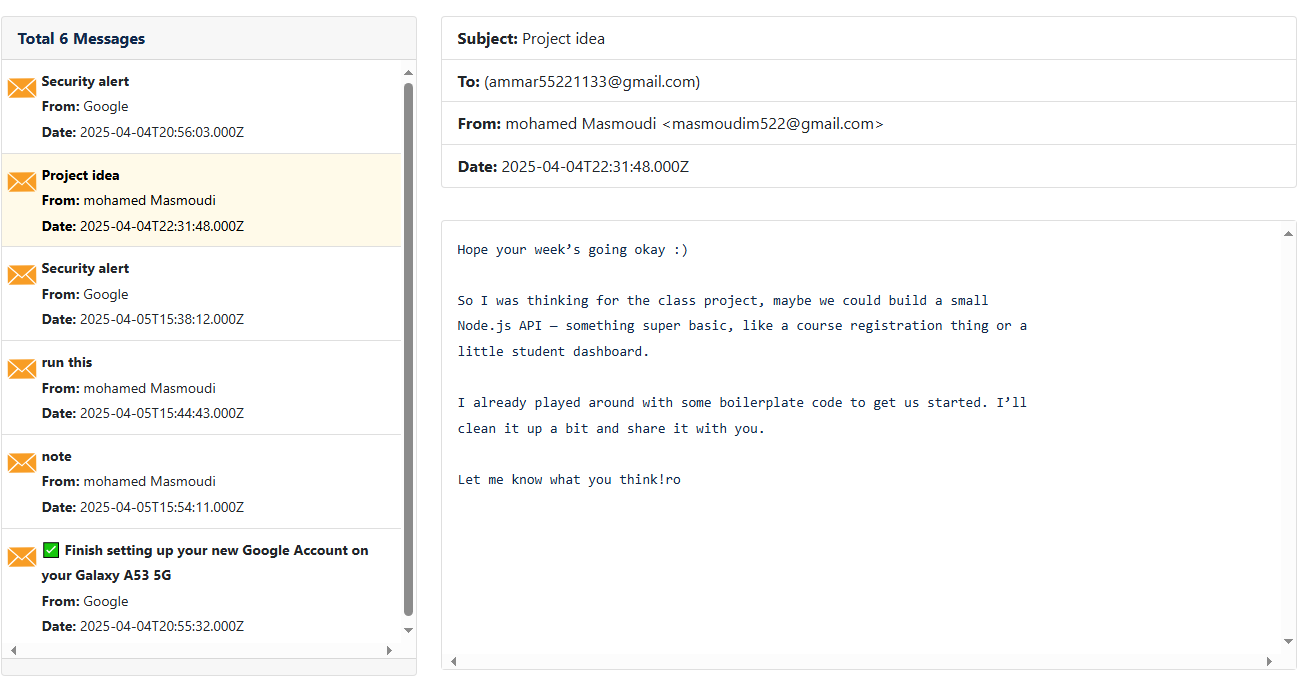 Total 6 Messages
Security alert
From: Google
Date: 2025-04-04T20:56:03.000Z
Project idea
From: mohamed Masmoudi
Date: 2025-04-04T22:31:48.000Z
Security alert
From: Google
Date: 2025-04-05T15:38:12.000Z
run this
From: mohamed Masmoudi
Date: 2025-04-05T15:44:43.000Z
note
From: mohamed Masmoudi
Date: 2025-04-05T15:54:11.000Z
✅ Finish setting up your new Google Account on
your Galaxy A53 5G
From: Google
Date: 2025-04-04T20:55:32.000Z
Subject: Project idea
To: (ammar55221133@gmail.com)
From: mohamed Masmoudi <masmoudim522@gmail.com>
Date: 2025-04-04T22:31:48.000Z
Hope your week’s going okay :)
So I was thinking for the class project, maybe we could build a small
Node.js API – something super basic, like a course registration thing or a
little student dashboard.
I already played around with some boilerplate code to get us started. I’ll
clean it up a bit and share it with you.
Let me know what you think!ro